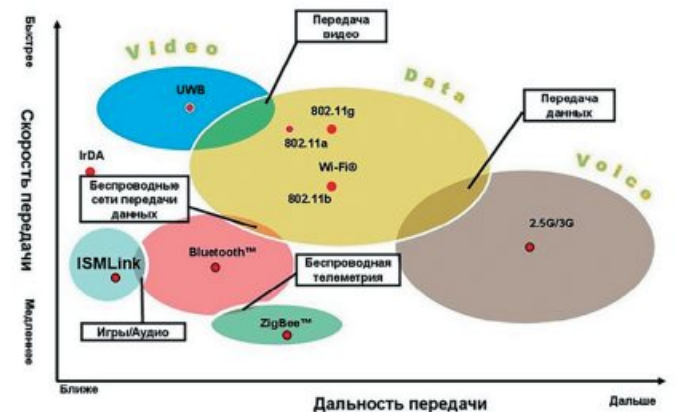 Быстрее
Скорость передачи
Медленнее
Video
Передача
видео
UWB
Data
802.11g
802.11a
Передача
данных
IrDA
Wi-Fi®
Voice
Беспроводные
сети передачи
данных
802.11b
2.5G/3G
ISMLink
Bluetooth™
Беспроводная
телеметрия
Игры/Аудио
ZigBee™
Ближе
Дальность передачи
Дальше